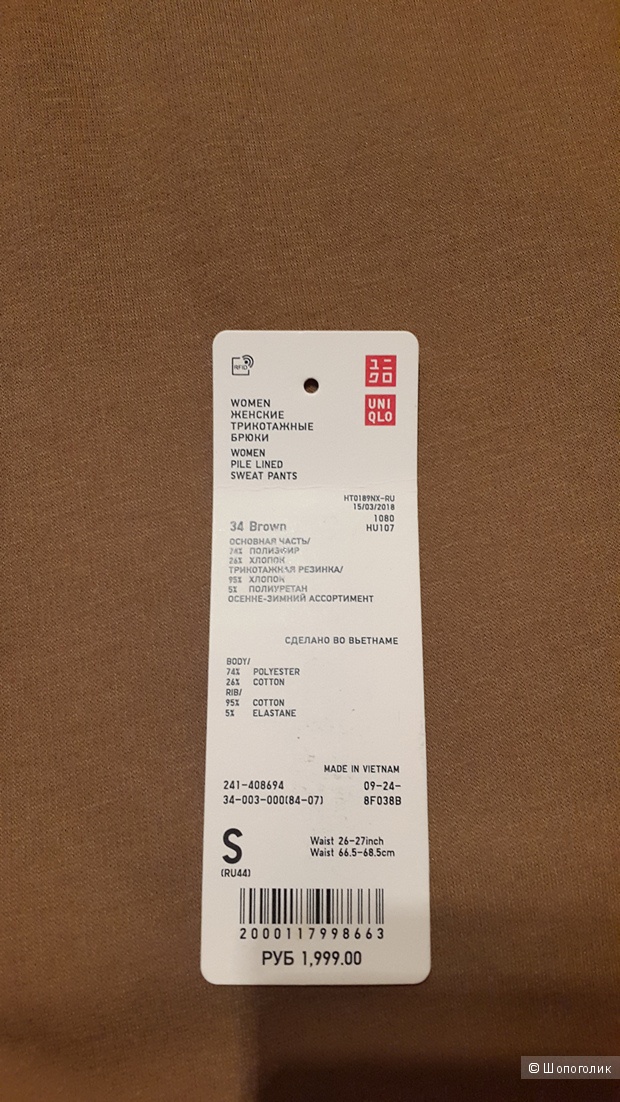 RFID
ユニ
クロ
UNI
QLO
WOMEN
ЖЕНСКИЕ
ТРИКОТАЖНЫЕ
БРЮКИ
WOMEN
PILE LINED
SWEAT PANTS
HT0189NX-RU
15/03/2018
1080
34 Brown HU107
ОСНОВНАЯ ЧАСТЬ/
74% ПОЛИЭФИР
26% ХЛОПОК
ТРИКОТАЖНАЯ РЕЗИНКА/
95% ХЛОПОК
5% ПОЛИУРЕТАН
ОСЕННЕ-ЗИМНИЙ АССОРТИМЕНТ
СДЕЛАНО ВО ВЬЕТНАМЕ
BODY/
74% POLYESTER
26% COTTON
RIB/
95% COTTON
5% ELASTANE
MADE IN VIETNAM
241-408694 09-24-
34-003-000(84-07) 8F038B
S
(RU44)
Waist 26-27inch
Waist 66.5-68.5cm
2000117998663
РУБ 1,999.00
© Шопоголик